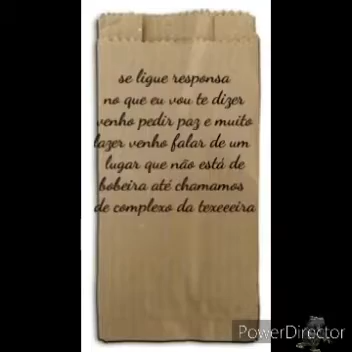 se ligue responsa
no que eu vou te dizer
venho pedir paz e muito
lazer venho falar de um
lugar que não está de
bobeira até chamamos
de complexo da texeeeira
PowerDirector